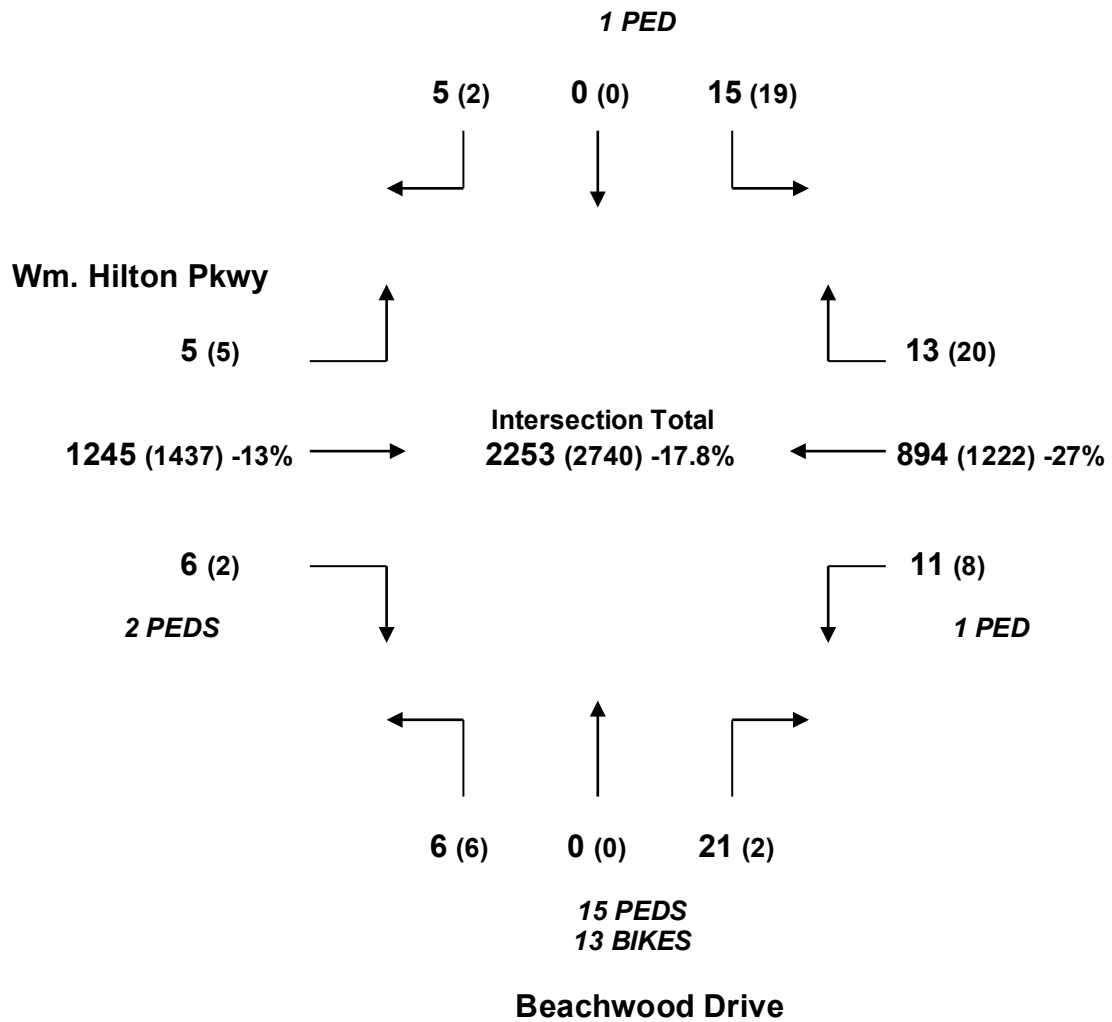 1 PED
5 (2) 0 (0) 15 (19)
Wm. Hilton Pkwy
5 (5) 13 (20)
Intersection Total
1245 (1437) -13% 2253 (2740) -17.8% 894 (1222) -27%
6 (2) 11 (8)
2 PEDS 1 PED
6 (6) 0 (0) 21 (2)
15 PEDS
13 BIKES
Beachwood Drive